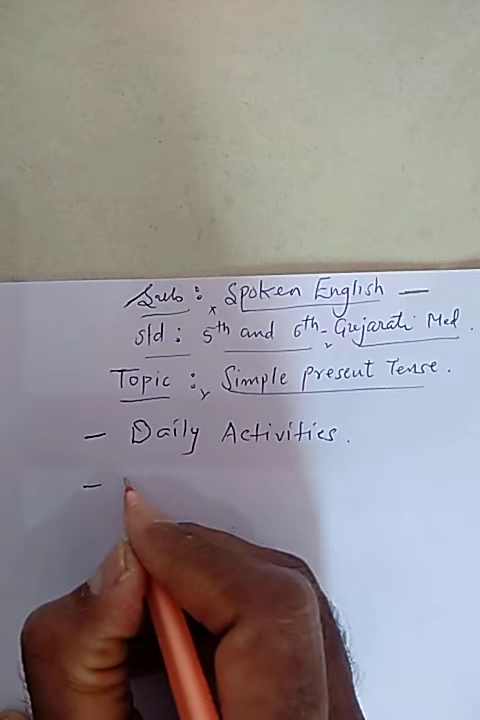 Sub : Spoken English —
Std : 5th and 6th - Gujarati Med .
Topic : Simple Present Tense .
— Daily Activities .
—